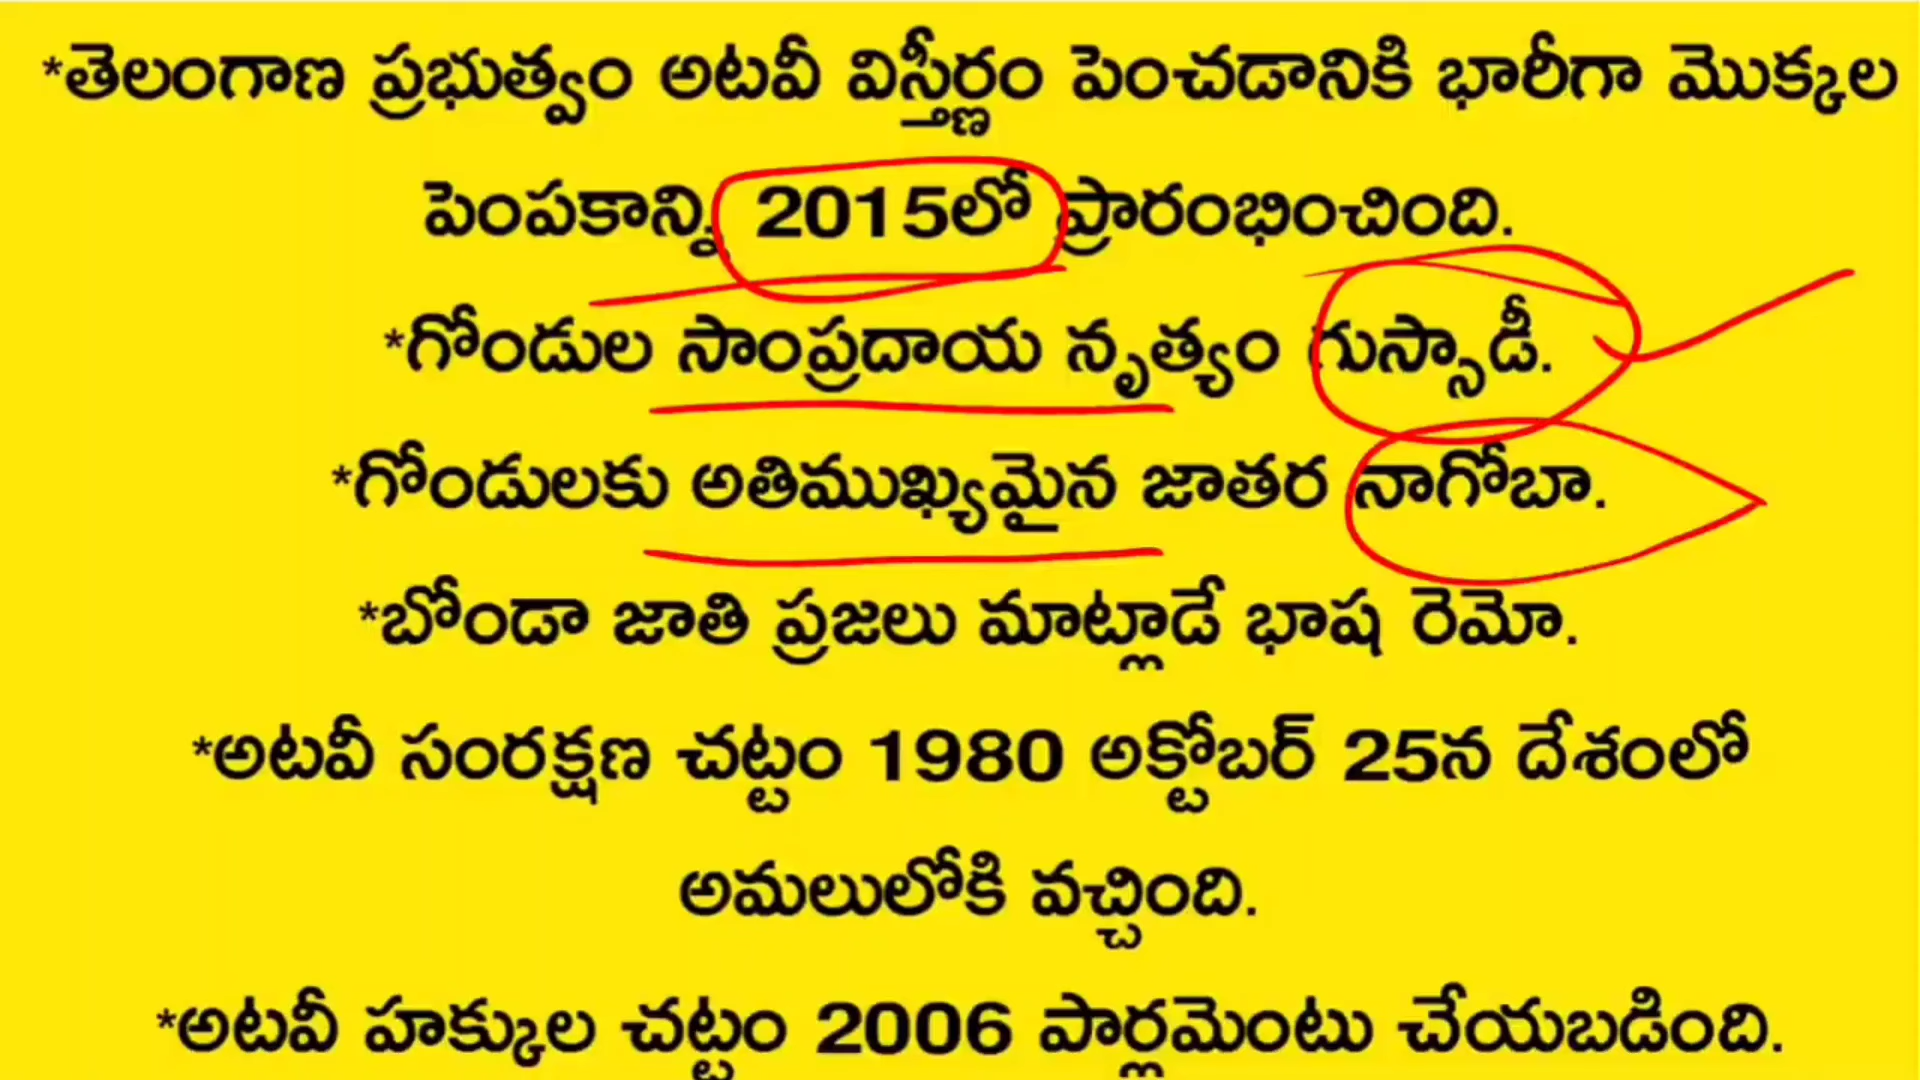 *తెలంగాణ ప్రభుత్వం అటవీ విస్తీర్ణం పెంచడానికి భారీగా మొక్కల
పెంపకాన్ని 2015లో ప్రారంభించింది.
*గోండుల సాంప్రదాయ నృత్యం గుస్సాడీ.
*గోండులకు అతిముఖ్యమైన జాతర నాగోబా.
*బోండా జాతి ప్రజలు మాట్లాడే భాష రెమో.
*అటవీ సంరక్షణ చట్టం 1980 అక్టోబర్ 25న దేశంలో
అమలులోకి వచ్చింది.
*అటవీ హక్కుల చట్టం 2006 పార్లమెంటు చేయబడింది.